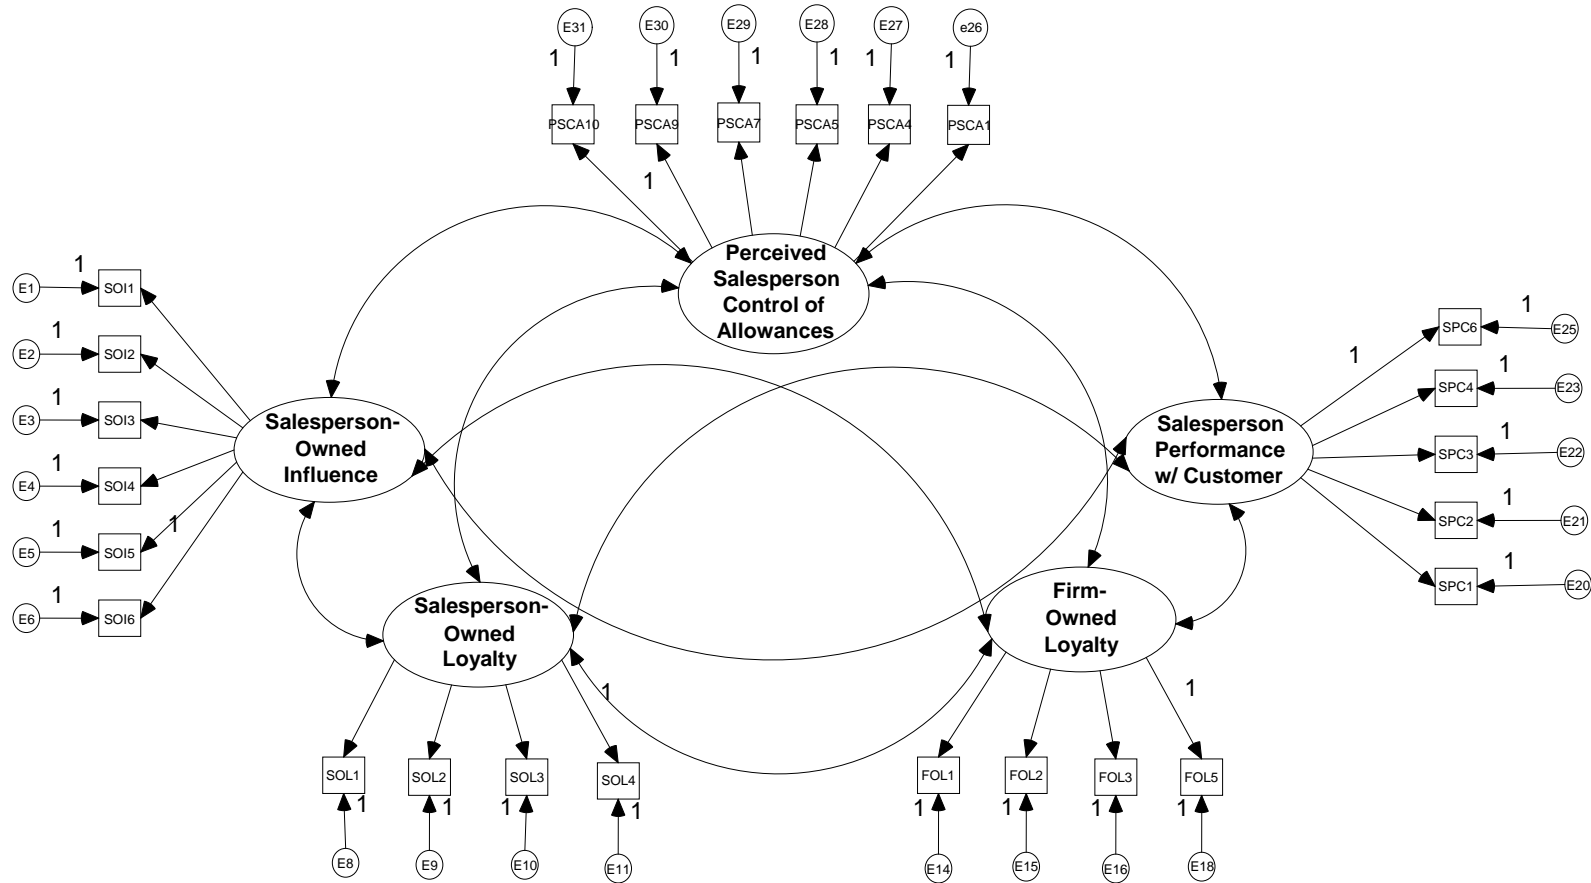 E31 E30 E29 E28 E27 e26
1 1 1 1 1 1
PSCA10 PSCA9 PSCA7 PSCA5 PSCA4 PSCA1
1
Perceived
Salesperson
Control of
Allowances
E1 1 SOI1
E2 1 SOI2
E3 1 SOI3
E4 1 SOI4
E5 1 SOI5
1
E6 1 SOI6
Salesperson-
Owned
Influence
Salesperson
Performance
w/ Customer
1
SPC6 1 E25
SPC4 1 E23
SPC3 1 E22
SPC2 1 E21
SPC1 1 E20
Salesperson-
Owned
Loyalty
Firm-
Owned
Loyalty
1 1
SOL1 SOL2 SOL3 SOL4
1 1 1 1
E8 E9 E10 E11
FOL1 FOL2 FOL3 FOL5
1 1 1 1
E14 E15 E16 E18